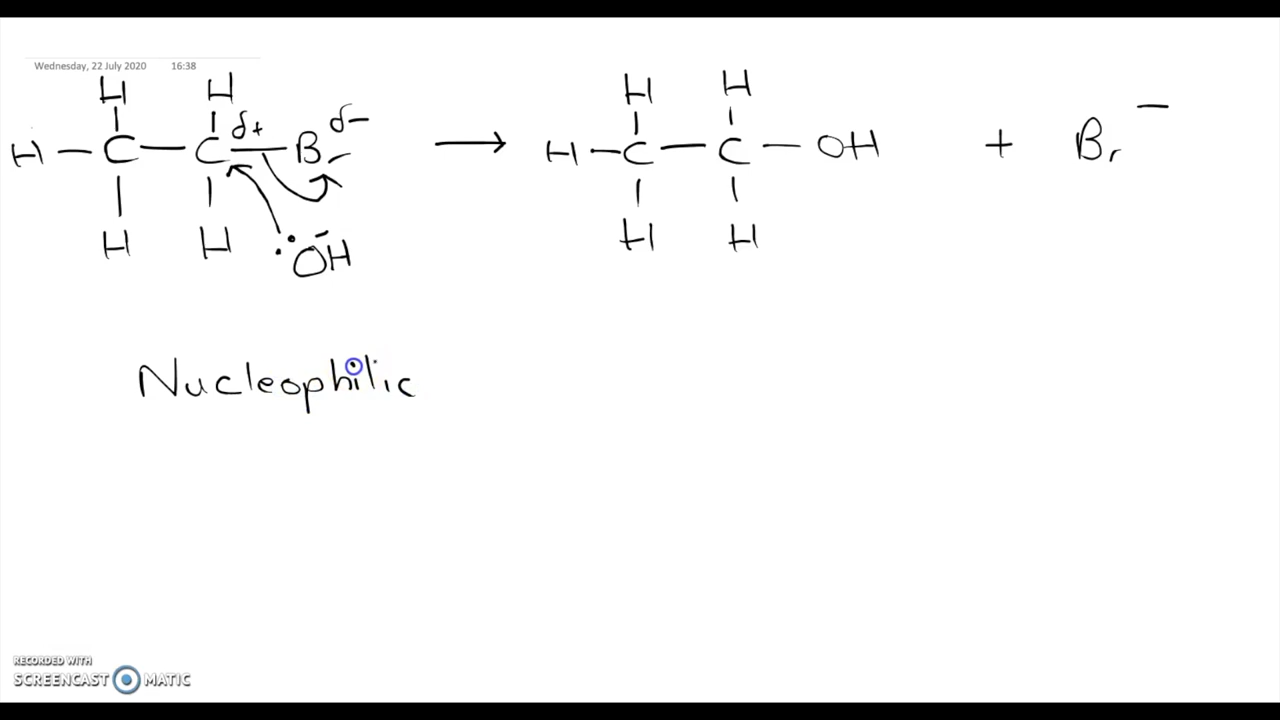 Wednesday, 22 July 2020 16:38
H H
H — C — C δ+ — Br δ- → H — C — C — OH + Br −
H H :OH −
H H
H H
Nucleophilic
RECORDED WITH
SCREENCAST MATIC